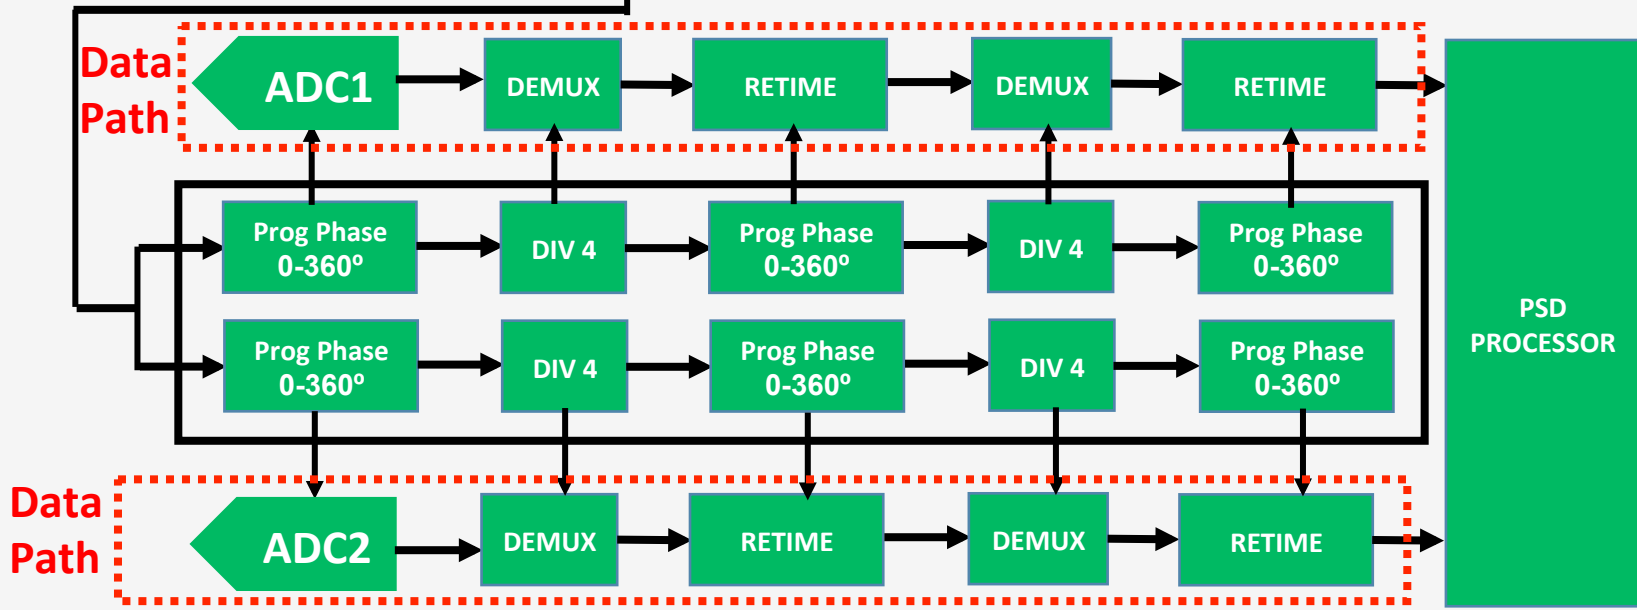 Data
Path
ADC1
DEMUX
RETIME
DEMUX
RETIME
Prog Phase
0-360º
DIV 4
Prog Phase
0-360º
DIV 4
Prog Phase
0-360º
Prog Phase
0-360º
DIV 4
Prog Phase
0-360º
DIV 4
Prog Phase
0-360º
PSD
PROCESSOR
Data
Path
ADC2
DEMUX
RETIME
DEMUX
RETIME